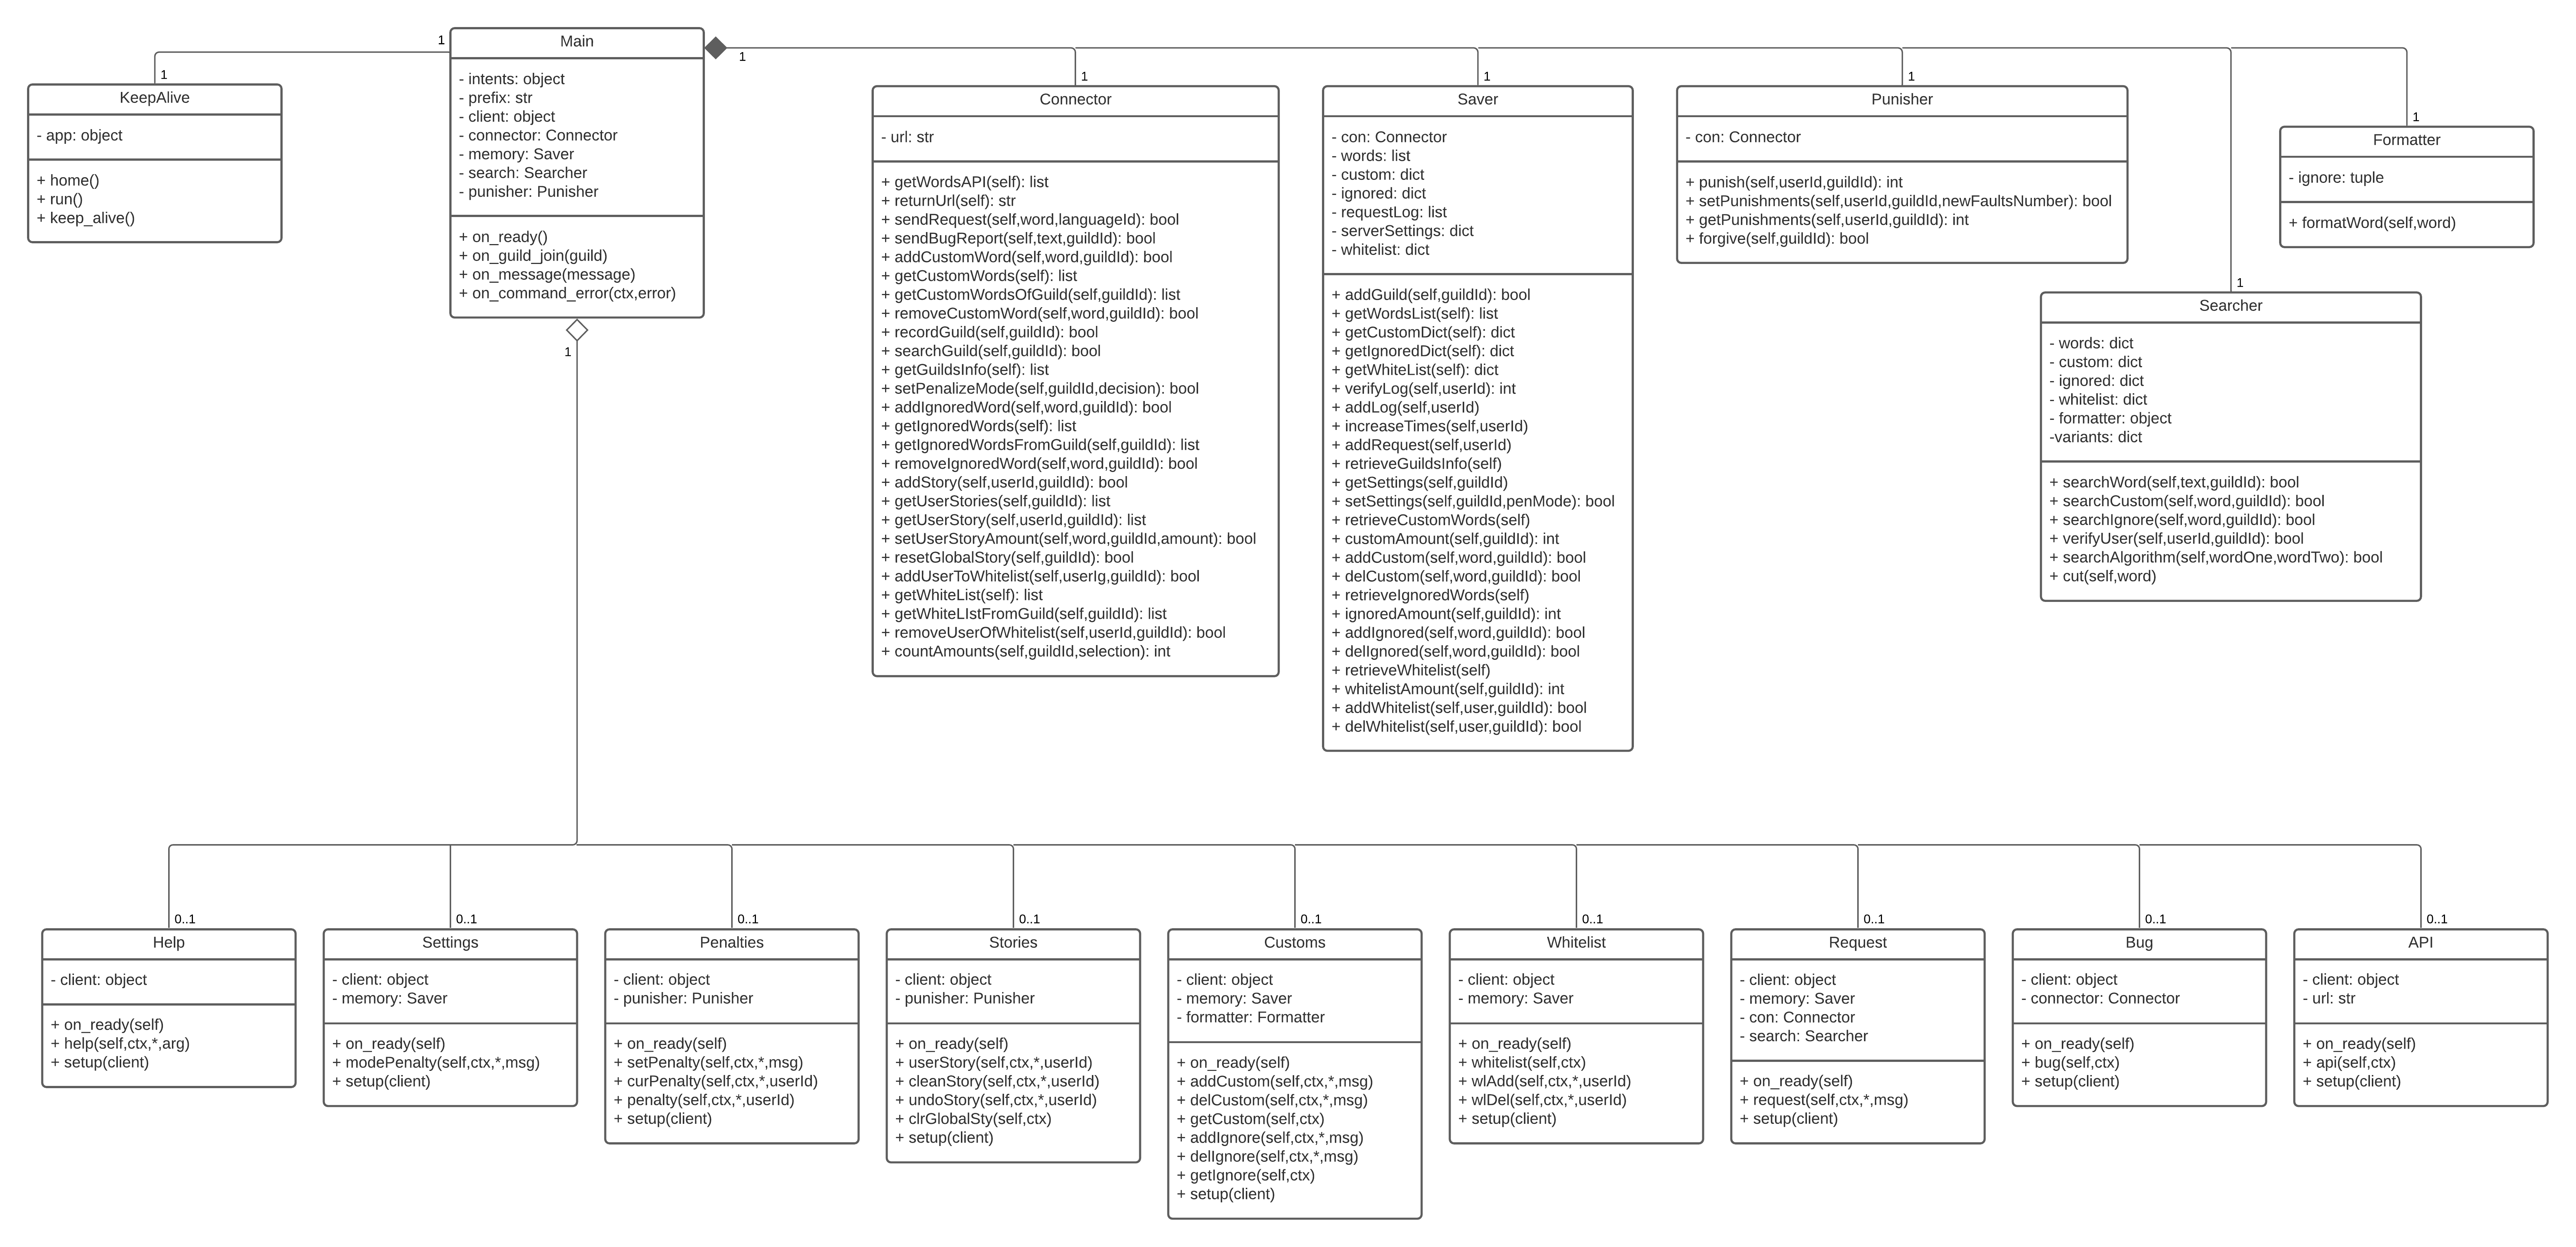 1
Main
- intents: object
- prefix: str
- client: object
- connector: Connector
- memory: Saver
- search: Searcher
- punisher: Punisher
+ on_ready()
+ on_guild_join(guild)
+ on_message(message)
+ on_command_error(ctx,error)
1
1
1
KeepAlive
- app: object
+ home()
+ run()
+ keep_alive()
1
Connector
- url: str
+ getWordsAPI(self): list
+ returnUrl(self): str
+ sendRequest(self,word,languageId): bool
+ sendBugReport(self,text,guildId): bool
+ addCustomWord(self,word,guildId): bool
+ getCustomWords(self): list
+ getCustomWordsOfGuild(self,guildId): list
+ removeCustomWord(self,word,guildId): bool
+ recordGuild(self,guildId): bool
+ searchGuild(self,guildId): bool
+ getGuildsInfo(self): list
+ setPenalizeMode(self,guildId,decision): bool
+ addIgnoredWord(self,word,guildId): bool
+ getIgnoredWords(self): list
+ getIgnoredWordsFromGuild(self,guildId): list
+ removeIgnoredWord(self,word,guildId): bool
+ addStory(self,userId,guildId): bool
+ getUserStories(self,guildId): list
+ getUserStory(self,userId,guildId): list
+ setUserStoryAmount(self,word,guildId,amount): bool
+ resetGlobalStory(self,guildId): bool
+ addUserToWhitelist(self,userIg,guildId): bool
+ getWhiteList(self): list
+ getWhiteLIstFromGuild(self,guildId): list
+ removeUserOfWhitelist(self,userId,guildId): bool
+ countAmounts(self,guildId,selection): int
1
Saver
- con: Connector
- words: list
- custom: dict
- ignored: dict
- requestLog: list
- serverSettings: dict
- whitelist: dict
+ addGuild(self,guildId): bool
+ getWordsList(self): list
+ getCustomDict(self): dict
+ getIgnoredDict(self): dict
+ getWhiteList(self): dict
+ verifyLog(self,userId): int
+ addLog(self,userId)
+ increaseTimes(self,userId)
+ addRequest(self,userId)
+ retrieveGuildsInfo(self)
+ getSettings(self,guildId)
+ setSettings(self,guildId,penMode): bool
+ retrieveCustomWords(self)
+ customAmount(self,guildId): int
+ addCustom(self,word,guildId): bool
+ delCustom(self,word,guildId): bool
+ retrieveIgnoredWords(self)
+ ignoredAmount(self,guildId): int
+ addIgnored(self,word,guildId): bool
+ delIgnored(self,word,guildId): bool
+ retrieveWhitelist(self)
+ whitelistAmount(self,guildId): int
+ addWhitelist(self,user,guildId): bool
+ delWhitelist(self,user,guildId): bool
1
Punisher
- con: Connector
+ punish(self,userId,guildId): int
+ setPunishments(self,userId,guildId,newFaultsNumber): bool
+ getPunishments(self,userId,guildId): int
+ forgive(self,guildId): bool
1
Formatter
- ignore: tuple
+ formatWord(self,word)
1
Searcher
- words: dict
- custom: dict
- ignored: dict
- whitelist: dict
- formatter: object
-variants: dict
+ searchWord(self,text,guildId): bool
+ searchCustom(self,word,guildId): bool
+ searchIgnore(self,word,guildId): bool
+ verifyUser(self,userId,guildId): bool
+ searchAlgorithm(self,wordOne,wordTwo): bool
+ cut(self,word)
0..1
Help
- client: object
+ on_ready(self)
+ help(self,ctx,*,arg)
+ setup(client)
0..1
Settings
- client: object
- memory: Saver
+ on_ready(self)
+ modePenalty(self,ctx,*,msg)
+ setup(client)
0..1
Penalties
- client: object
- punisher: Punisher
+ on_ready(self)
+ setPenalty(self,ctx,*,msg)
+ curPenalty(self,ctx,*,userId)
+ penalty(self,ctx,*,userId)
+ setup(client)
0..1
Stories
- client: object
- punisher: Punisher
+ on_ready(self)
+ userStory(self,ctx,*,userId)
+ cleanStory(self,ctx,*,userId)
+ undoStory(self,ctx,*,userId)
+ clrGlobalSty(self,ctx)
+ setup(client)
0..1
Customs
- client: object
- memory: Saver
- formatter: Formatter
+ on_ready(self)
+ addCustom(self,ctx,*,msg)
+ delCustom(self,ctx,*,msg)
+ getCustom(self,ctx)
+ addIgnore(self,ctx,*,msg)
+ delIgnore(self,ctx,*,msg)
+ getIgnore(self,ctx)
+ setup(client)
0..1
Whitelist
- client: object
- memory: Saver
+ on_ready(self)
+ whitelist(self,ctx)
+ wlAdd(self,ctx,*,userId)
+ wlDel(self,ctx,*,userId)
+ setup(client)
0..1
Request
- client: object
- memory: Saver
- con: Connector
- search: Searcher
+ on_ready(self)
+ request(self,ctx,*,msg)
+ setup(client)
0..1
Bug
- client: object
- connector: Connector
+ on_ready(self)
+ bug(self,ctx)
+ setup(client)
0..1
API
- client: object
- url: str
+ on_ready(self)
+ api(self,ctx)
+ setup(client)